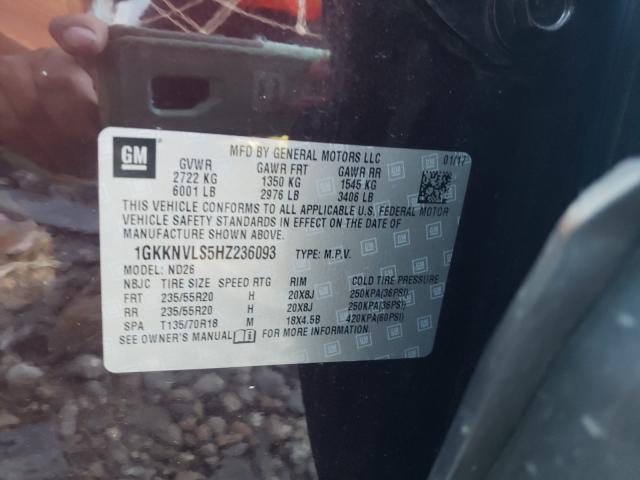 GM
MFD BY GENERAL MOTORS LLC 01/17
GVWR GAWR FRT GAWR RR
2722 KG 1350 KG 1545 KG
6001 LB 2976 LB 3406 LB
THIS VEHICLE CONFORMS TO ALL APPLICABLE U.S. FEDERAL MOTOR
VEHICLE SAFETY STANDARDS IN EFFECT ON THE DATE OF
MANUFACTURE SHOWN ABOVE.
1GKKNVLS5HZ236093 TYPE: M.P.V.
MODEL: ND26
NBJC TIRE SIZE SPEED RTG RIM COLD TIRE PRESSURE
FRT 235/55R20 H 20X8J 250KPA(36PSI)
RR 235/55R20 H 20X8J 250KPA(36PSI)
SPA T135/70R18 M 18X4.5B 420KPA(60PSI)
SEE OWNER'S MANUAL FOR MORE INFORMATION.